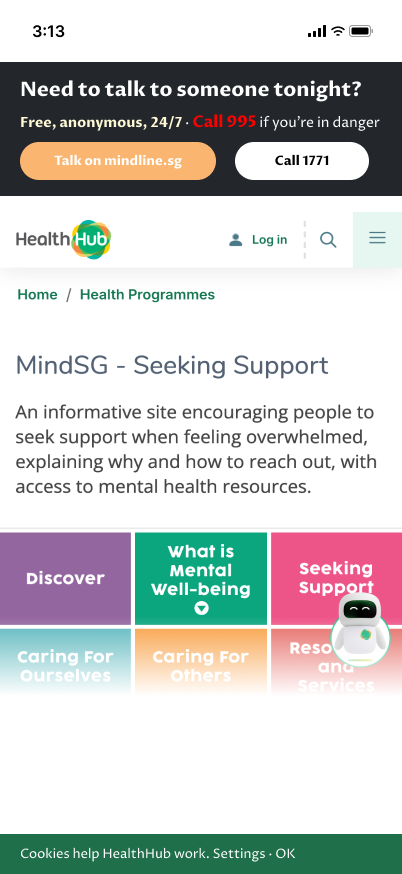 3:13
Need to talk to someone tonight?
Free, anonymous, 24/7 · Call 995 if you're in danger
Talk on mindline.sg
Call 1771
HealthHub
Log in
Home / Health Programmes
MindSG - Seeking Support
An informative site encouraging people to
seek support when feeling overwhelmed,
explaining why and how to reach out, with
access to mental health resources.
Discover
What is
Mental
Well-being
Seeking
Support
Caring For
Ourselves
Caring For
Others
and
Services
Cookies help HealthHub work. Settings · OK